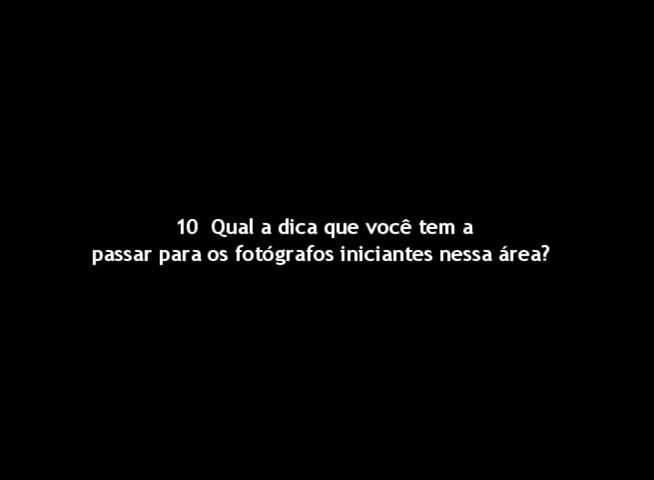 10  Qual a dica que você tem a
passar para os fotógrafos iniciantes nessa área?